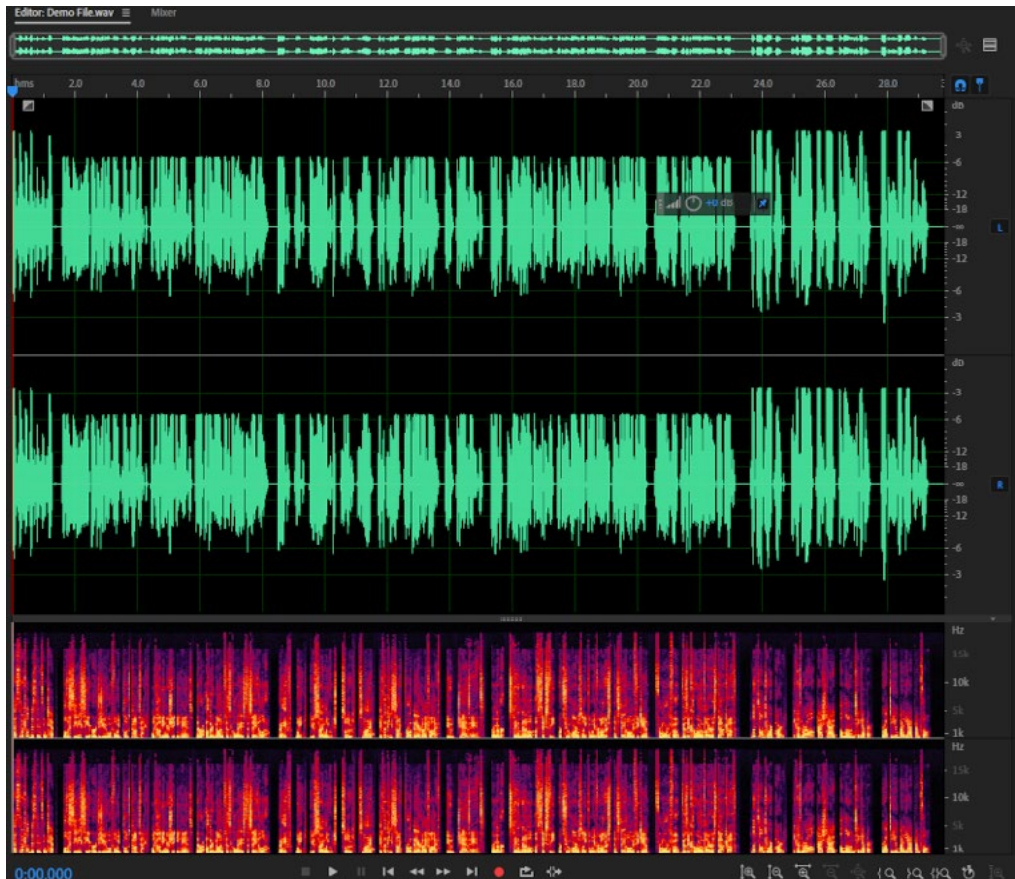 Editor: Demo File.wav ≡ Mixer
hms 2.0 4.0 6.0 8.0 10.0 12.0 14.0 16.0 18.0 20.0 22.0 24.0 26.0 28.0
dB
3
-6
-12
-18
+0 dB
-∞
L
-18
-12
-6
-3
dB
-3
-6
-12
-18
-∞
R
-18
-12
-6
-3
Hz
15k
10k
5k
1k
Hz
15k
10k
5k
1k
0:00.000